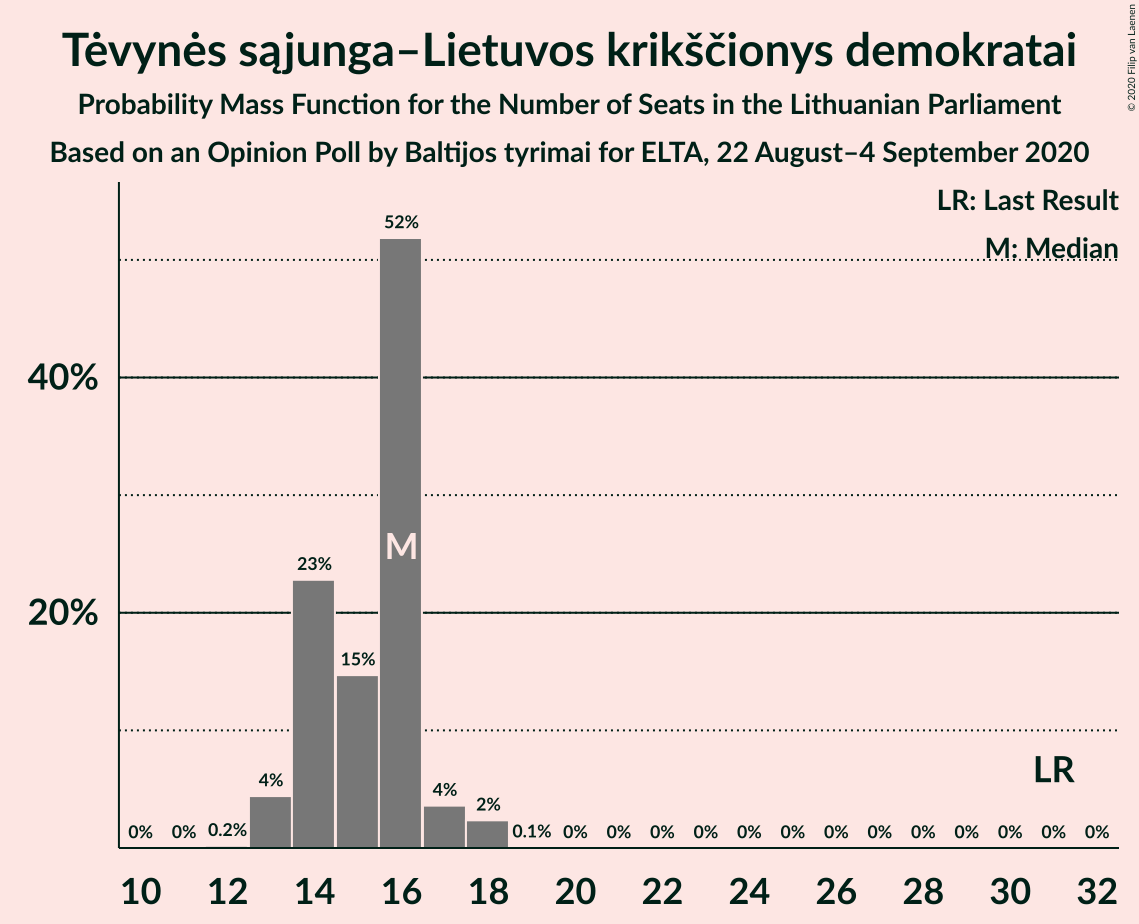 Tėvynės sąjunga–Lietuvos krikščionys demokratai
Probability Mass Function for the Number of Seats in the Lithuanian Parliament
Based on an Opinion Poll by Baltijos tyrimai for ELTA, 22 August–4 September 2020
© 2020 Filip van Laenen
LR: Last Result
M: Median
52%
40%
M
23%
20%
15%
LR
4%
4%
2%
0% 0% 0.2% 0.1% 0% 0% 0% 0% 0% 0% 0% 0% 0% 0% 0% 0% 0%
10 12 14 16 18 20 22 24 26 28 30 32